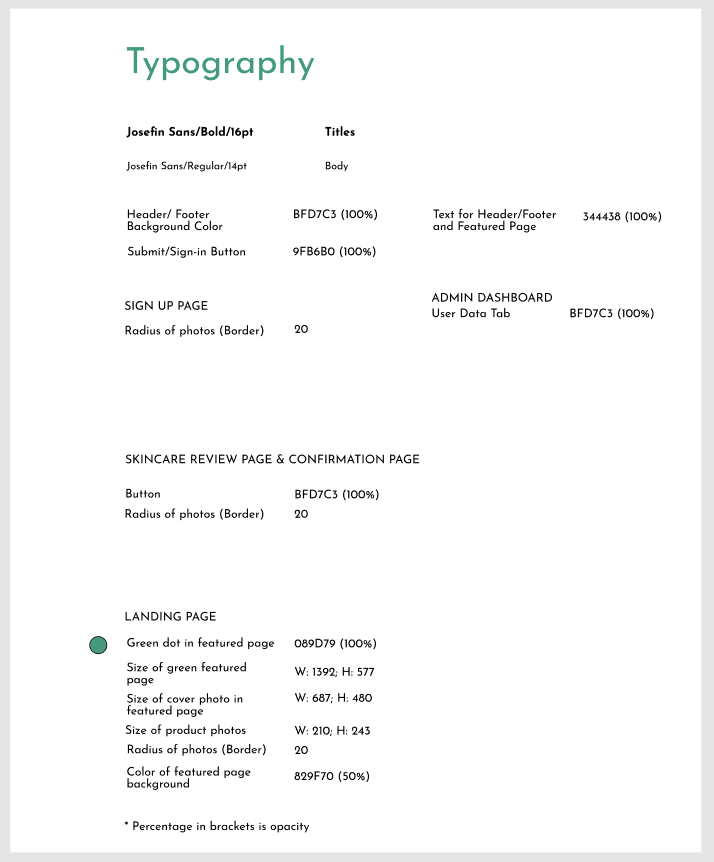 Typography
Josefin Sans/Bold/16pt
Titles
Josefin Sans/Regular/14pt
Body
Header/ Footer
Background Color
BFD7C3 (100%)
Text for Header/Footer
and Featured Page
344438 (100%)
Submit/Sign-in Button
9FB6B0 (100%)
SIGN UP PAGE
Radius of photos (Border)
20
ADMIN DASHBOARD
User Data Tab
BFD7C3 (100%)
SKINCARE REVIEW PAGE & CONFIRMATION PAGE
Button
BFD7C3 (100%)
Radius of photos (Border)
20
LANDING PAGE
Green dot in featured page
089D79 (100%)
Size of green featured
page
W: 1392; H: 577
Size of cover photo in
featured page
W: 687; H: 480
Size of product photos
W: 210; H: 243
Radius of photos (Border)
20
Color of featured page
background
829F70 (50%)
* Percentage in brackets is opacity